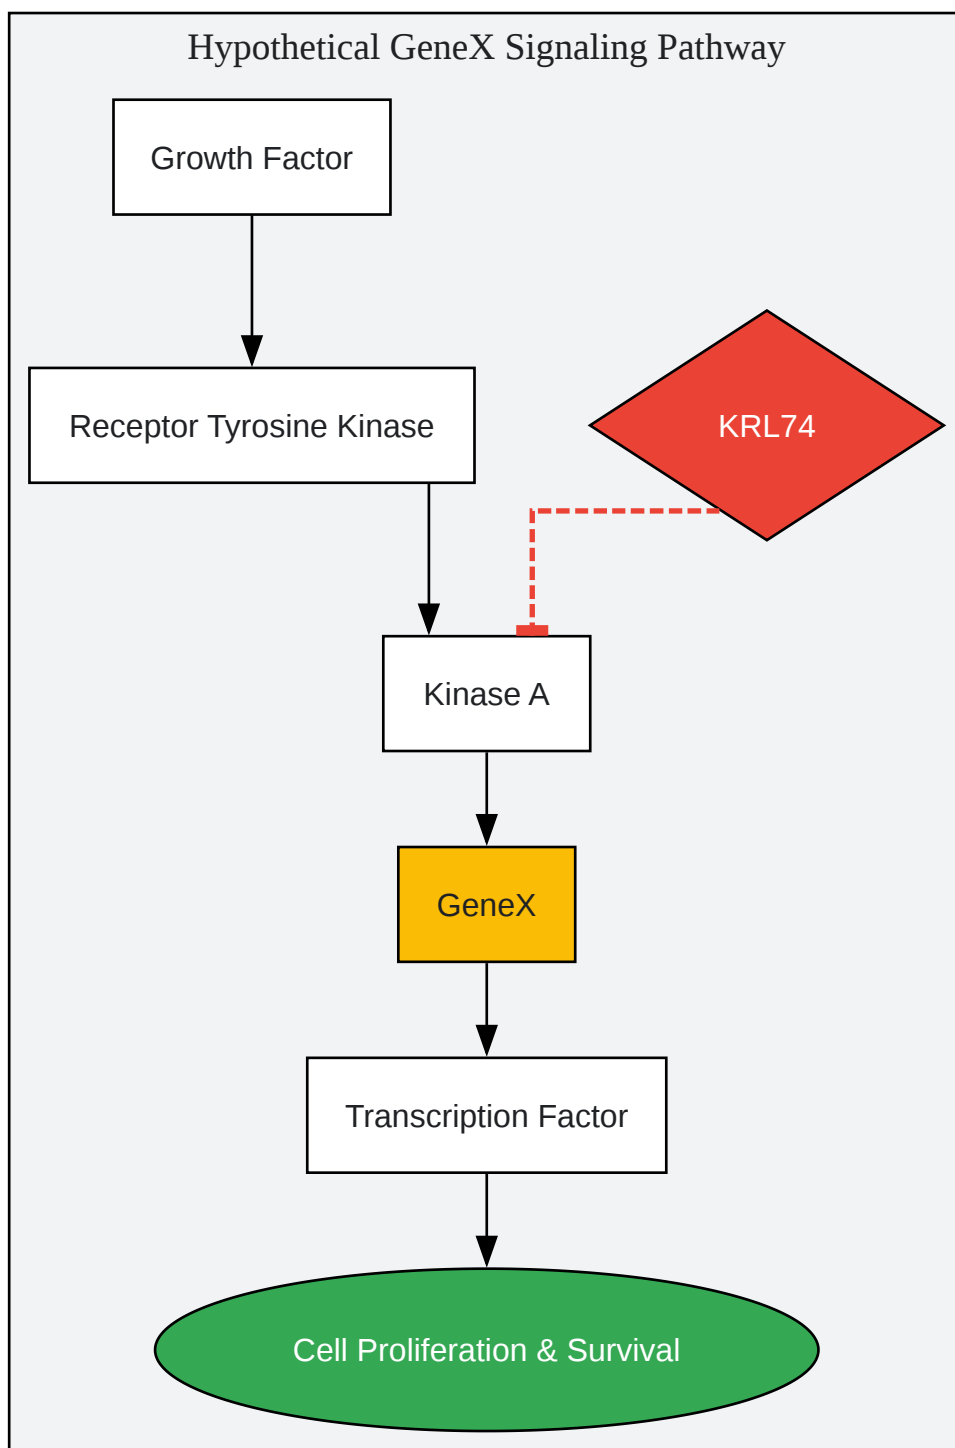 Hypothetical GeneX Signaling Pathway
Growth Factor
Receptor Tyrosine Kinase
KRL74
Kinase A
GeneX
Transcription Factor
Cell Proliferation & Survival